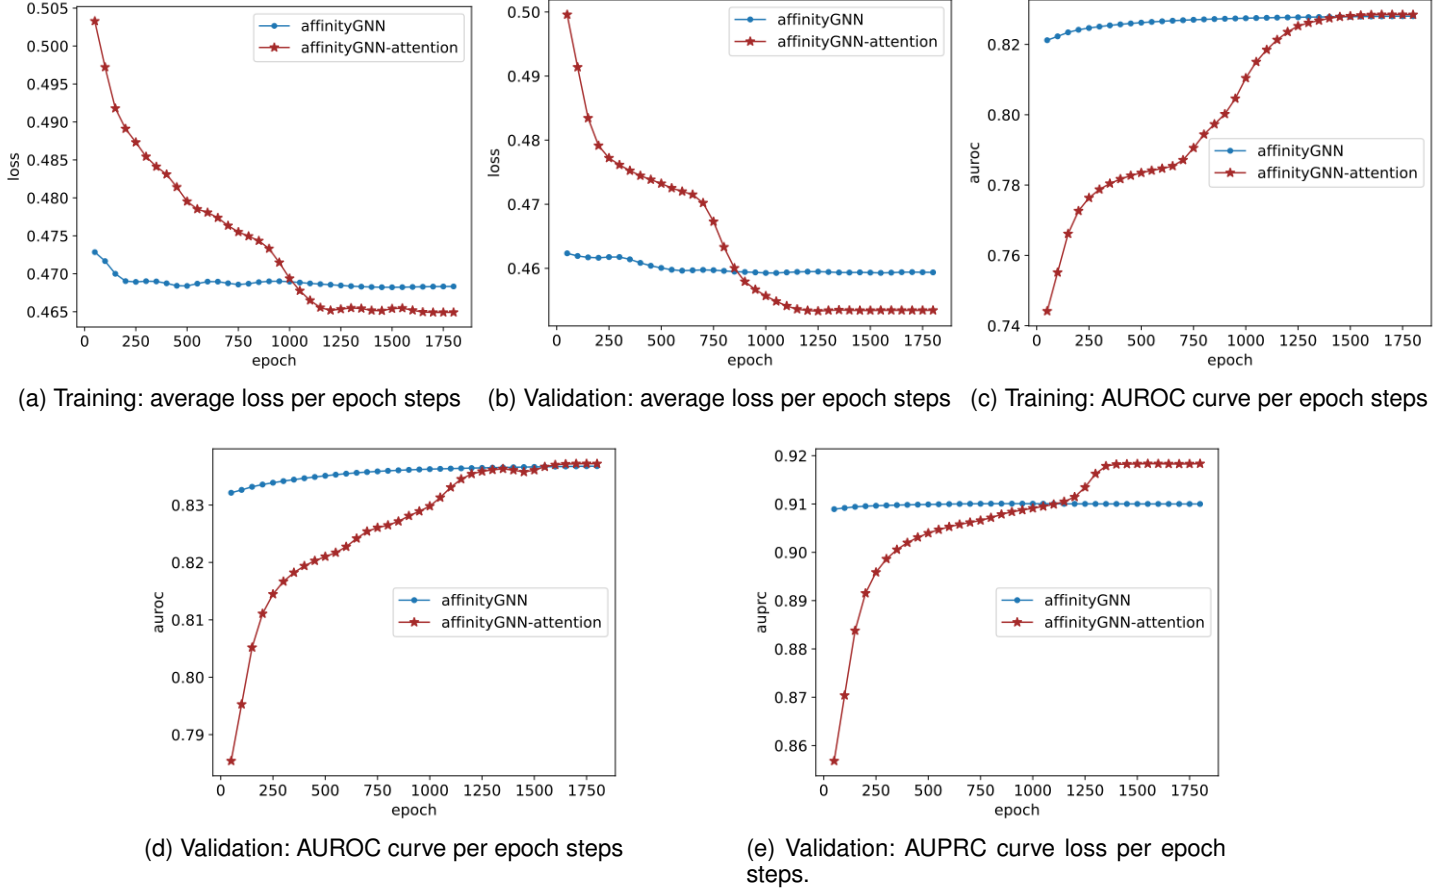 0.505
0.500
0.495
0.490
0.485
0.480
0.475
0.470
0.465
loss
0 250 500 750 1000 1250 1500 1750
epoch
affinityGNN
affinityGNN-attention
(a) Training: average loss per epoch steps
0.50
0.49
0.48
0.47
0.46
loss
0 250 500 750 1000 1250 1500 1750
epoch
affinityGNN
affinityGNN-attention
(b) Validation: average loss per epoch steps
0.82
0.80
0.78
0.76
0.74
auroc
0 250 500 750 1000 1250 1500 1750
epoch
affinityGNN
affinityGNN-attention
(c) Training: AUROC curve per epoch steps
0.83
0.82
0.81
0.80
0.79
auroc
0 250 500 750 1000 1250 1500 1750
epoch
affinityGNN
affinityGNN-attention
(d) Validation: AUROC curve per epoch steps
0.92
0.91
0.90
0.89
0.88
0.87
0.86
auprc
0 250 500 750 1000 1250 1500 1750
epoch
affinityGNN
affinityGNN-attention
(e) Validation: AUPRC curve loss per epoch
steps.